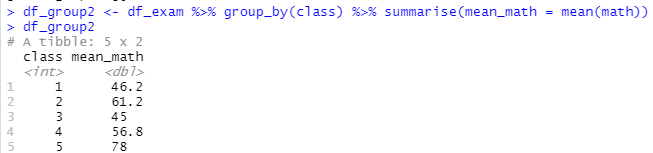 > df_group2 <- df_exam %>% group_by(class) %>% summarise(mean_math = mean(math))
> df_group2
# A tibble: 5 x 2
  class mean_math
  <int>     <dbl>
1     1      46.2
2     2      61.2
3     3      45
4     4      56.8
5     5      78